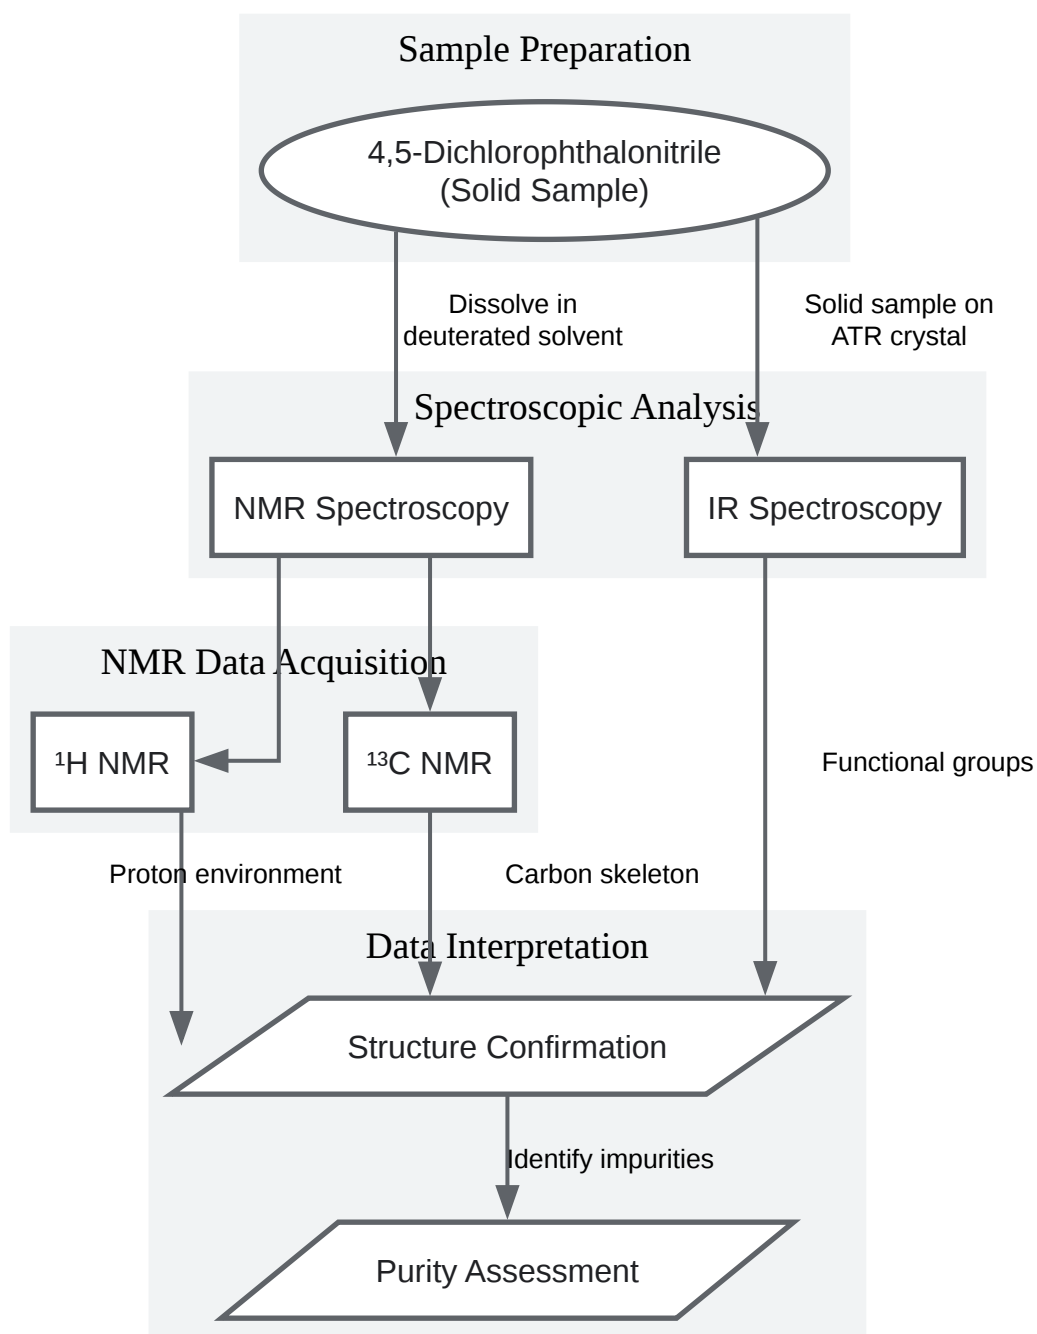 Sample Preparation
4,5-Dichlorophthalonitrile
(Solid Sample)
Dissolve in
deuterated solvent
Solid sample on
ATR crystal
Spectroscopic Analysis
NMR Spectroscopy
IR Spectroscopy
NMR Data Acquisition
¹H NMR
¹³C NMR
Functional groups
Proton environment
Carbon skeleton
Data Interpretation
Structure Confirmation
Identify impurities
Purity Assessment